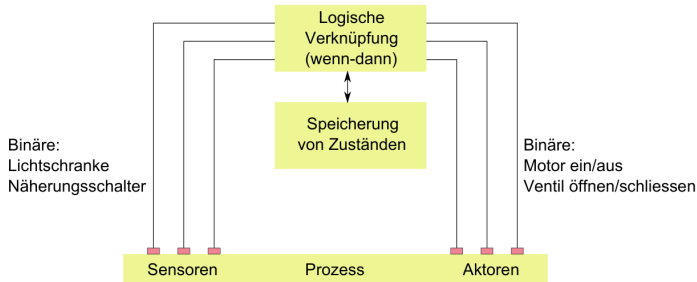 Logische
Verknüpfung
(wenn-dann)
Speicherung
von Zuständen
Binäre:
Lichtschranke
Näherungsschalter
Binäre:
Motor ein/aus
Ventil öffnen/schliessen
Sensoren Prozess Aktoren